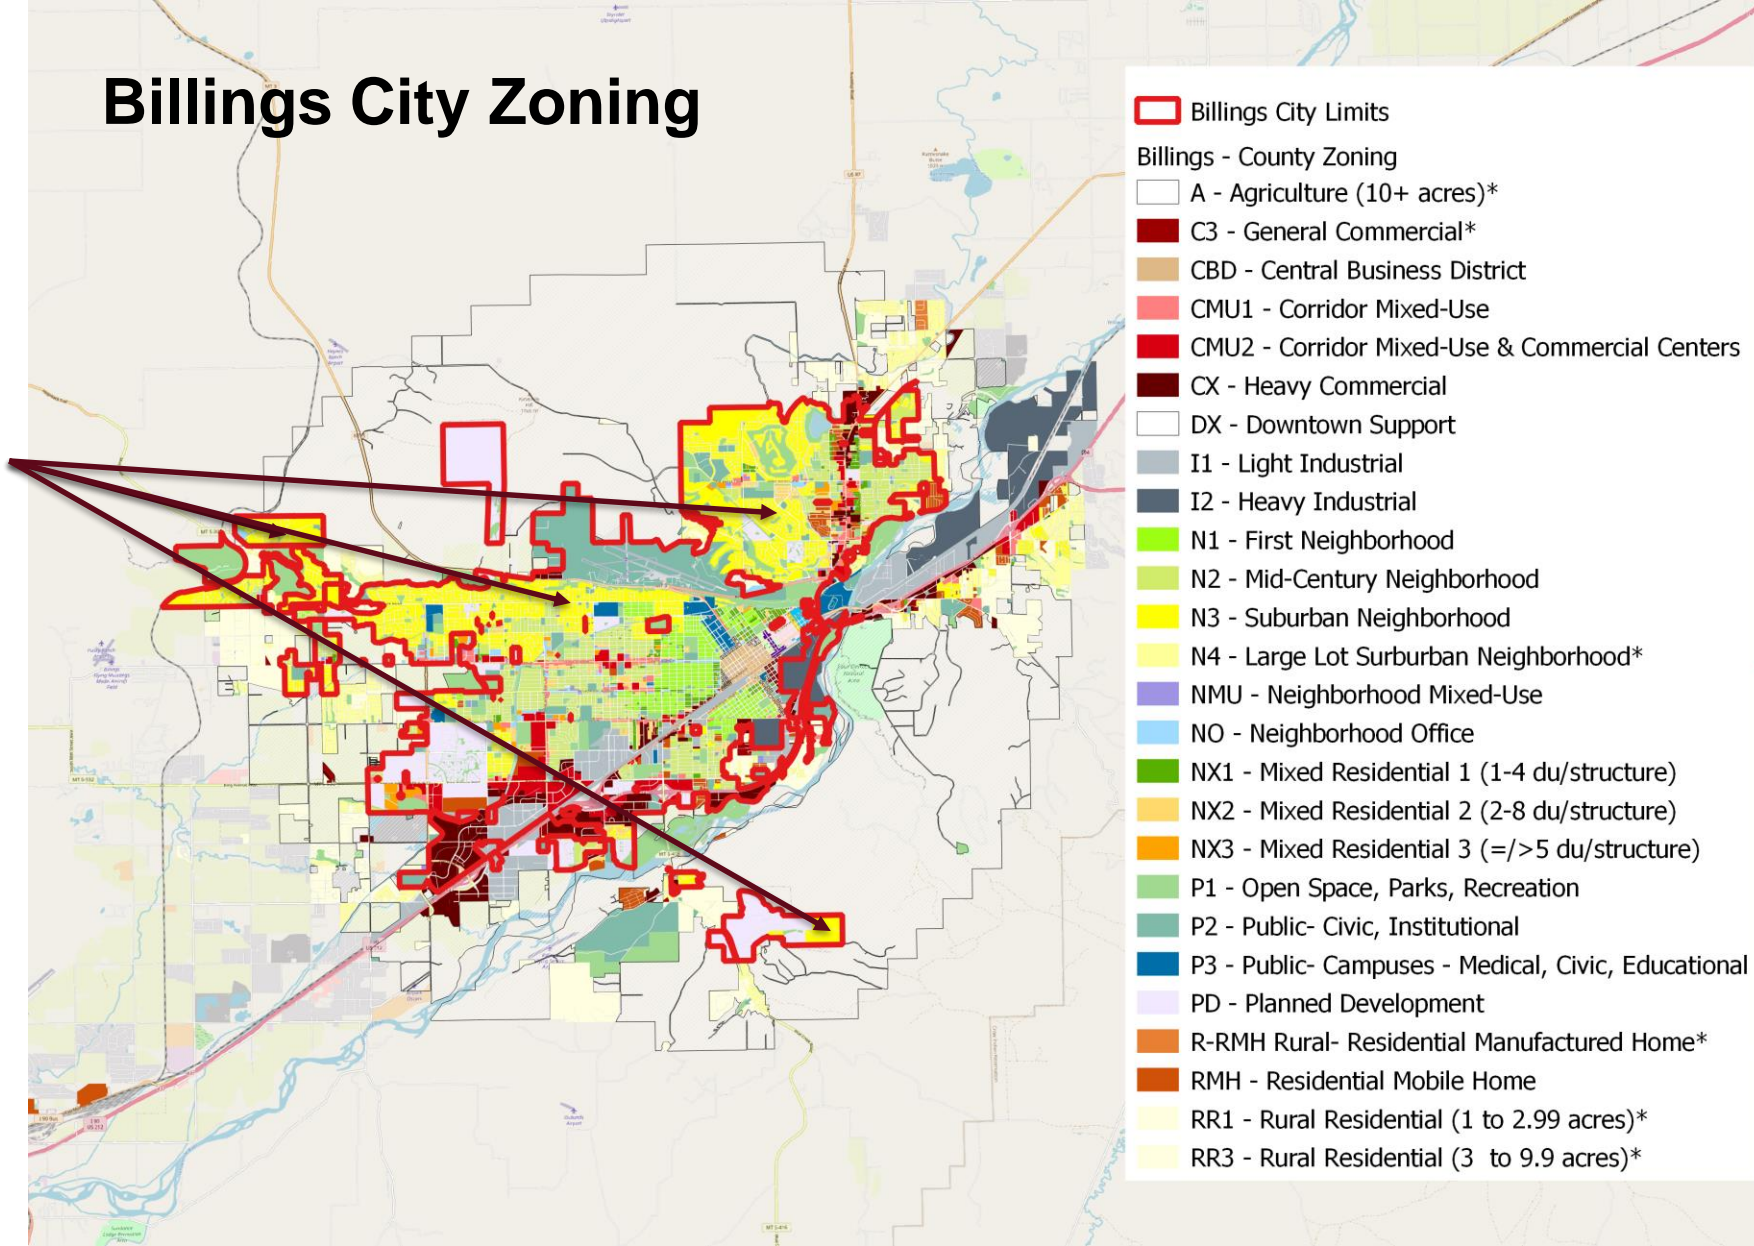 Billings City Zoning
Billings City Limits
Billings - County Zoning
A - Agriculture (10+ acres)*
C3 - General Commercial*
CBD - Central Business District
CMU1 - Corridor Mixed-Use
CMU2 - Corridor Mixed-Use & Commercial Centers
CX - Heavy Commercial
DX - Downtown Support
I1 - Light Industrial
I2 - Heavy Industrial
N1 - First Neighborhood
N2 - Mid-Century Neighborhood
N3 - Suburban Neighborhood
N4 - Large Lot Surburban Neighborhood*
NMU - Neighborhood Mixed-Use
NO - Neighborhood Office
NX1 - Mixed Residential 1 (1-4 du/structure)
NX2 - Mixed Residential 2 (2-8 du/structure)
NX3 - Mixed Residential 3 (=/>5 du/structure)
P1 - Open Space, Parks, Recreation
P2 - Public- Civic, Institutional
P3 - Public- Campuses - Medical, Civic, Educational
PD - Planned Development
R-RMH Rural- Residential Manufactured Home*
RMH - Residential Mobile Home
RR1 - Rural Residential (1 to 2.99 acres)*
RR3 - Rural Residential (3 to 9.9 acres)*